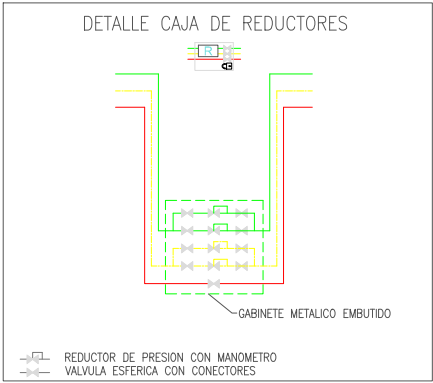 DETALLE CAJA DE REDUCTORES
R
GABINETE METALICO EMBUTIDO
REDUCTOR DE PRESION CON MANOMETRO
VALVULA ESFERICA CON CONECTORES